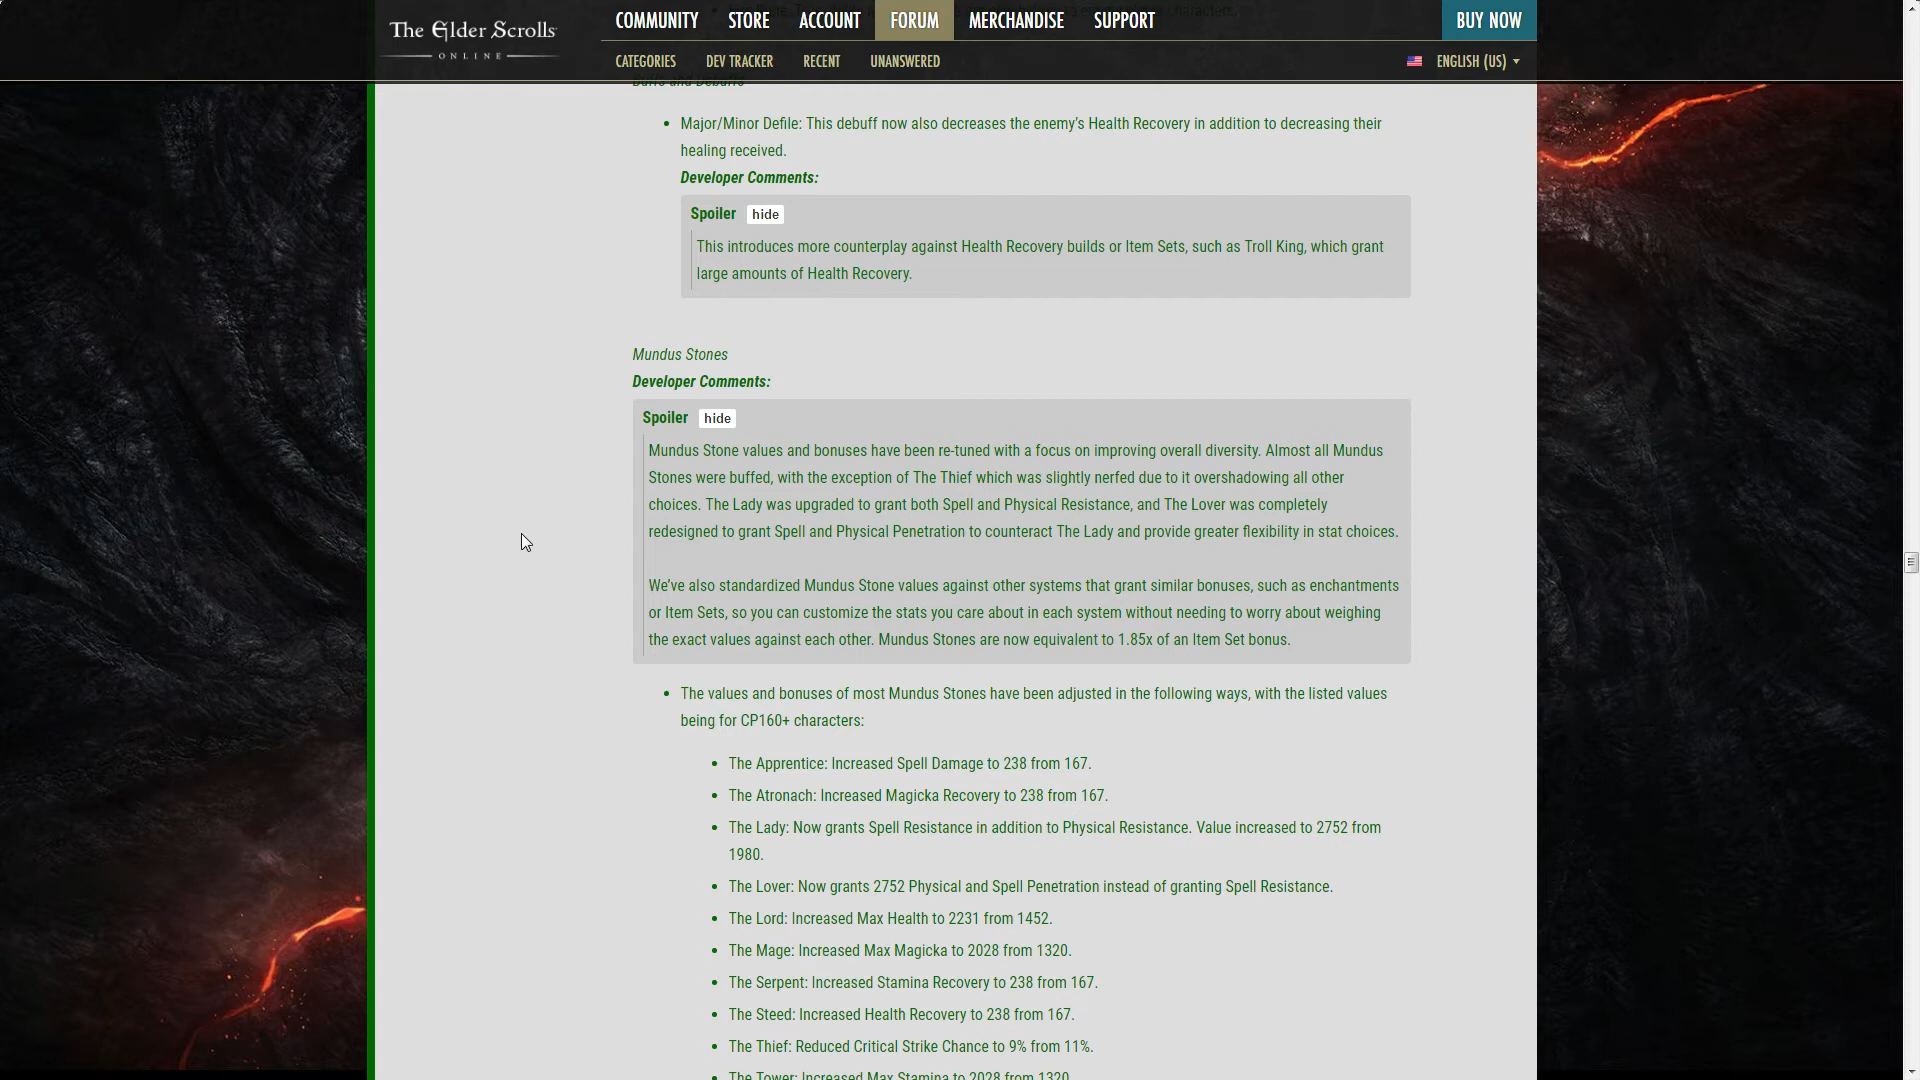 The Elder Scrolls
ONLINE
COMMUNITY STORE ACCOUNT FORUM MERCHANDISE SUPPORT BUY NOW
CATEGORIES DEV TRACKER RECENT UNANSWERED ENGLISH (US)
Buffs and Debuffs
Major/Minor Defile: This debuff now also decreases the enemy's Health Recovery in addition to decreasing their
healing received.
Developer Comments:
Spoiler hide
This introduces more counterplay against Health Recovery builds or Item Sets, such as Troll King, which grant
large amounts of Health Recovery.
Mundus Stones
Developer Comments:
Spoiler hide
Mundus Stone values and bonuses have been re-tuned with a focus on improving overall diversity. Almost all Mundus
Stones were buffed, with the exception of The Thief which was slightly nerfed due to it overshadowing all other
choices. The Lady was upgraded to grant both Spell and Physical Resistance, and The Lover was completely
redesigned to grant Spell and Physical Penetration to counteract The Lady and provide greater flexibility in stat choices.
We've also standardized Mundus Stone values against other systems that grant similar bonuses, such as enchantments
or Item Sets, so you can customize the stats you care about in each system without needing to worry about weighing
the exact values against each other. Mundus Stones are now equivalent to 1.85x of an Item Set bonus.
The values and bonuses of most Mundus Stones have been adjusted in the following ways, with the listed values
being for CP160+ characters:
The Apprentice: Increased Spell Damage to 238 from 167.
The Atronach: Increased Magicka Recovery to 238 from 167.
The Lady: Now grants Spell Resistance in addition to Physical Resistance. Value increased to 2752 from
1980.
The Lover: Now grants 2752 Physical and Spell Penetration instead of granting Spell Resistance.
The Lord: Increased Max Health to 2231 from 1452.
The Mage: Increased Max Magicka to 2028 from 1320.
The Serpent: Increased Stamina Recovery to 238 from 167.
The Steed: Increased Health Recovery to 238 from 167.
The Thief: Reduced Critical Strike Chance to 9% from 11%.
The Tower: Increased Max Stamina to 2028 from 1320.